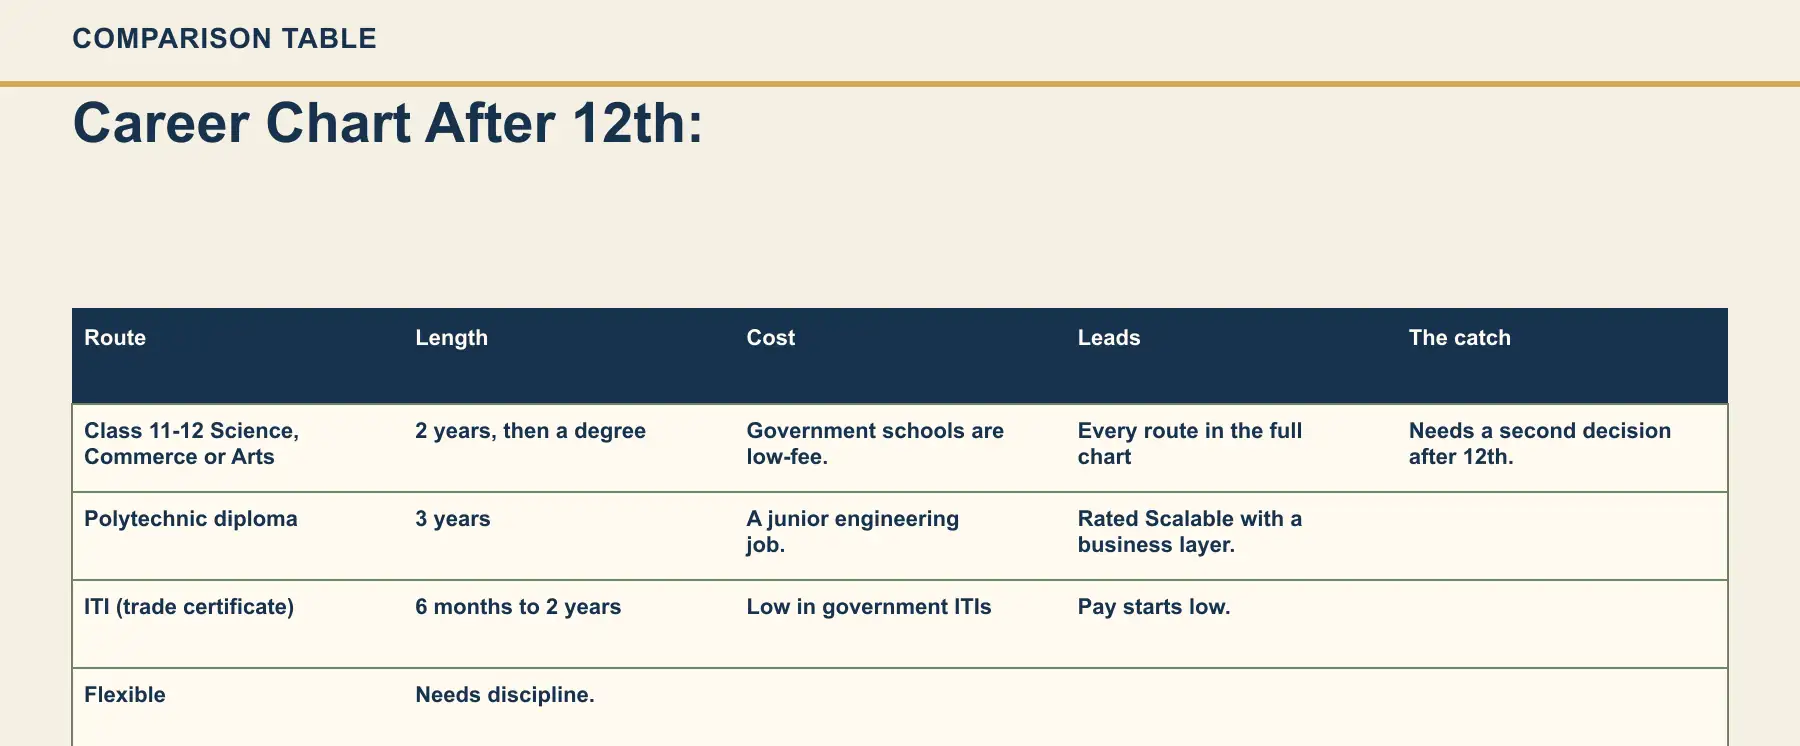 COMPARISON TABLE
Career Chart After 12th:
Route Length Cost Leads The catch
Class 11-12 Science, 2 years, then a degree Government schools are Every route in the full Needs a second decision
Commerce or Arts low-fee. chart after 12th.
Polytechnic diploma 3 years A junior engineering Rated Scalable with a
job. business layer.
ITI (trade certificate) 6 months to 2 years Low in government ITIs Pay starts low.
Flexible Needs discipline.